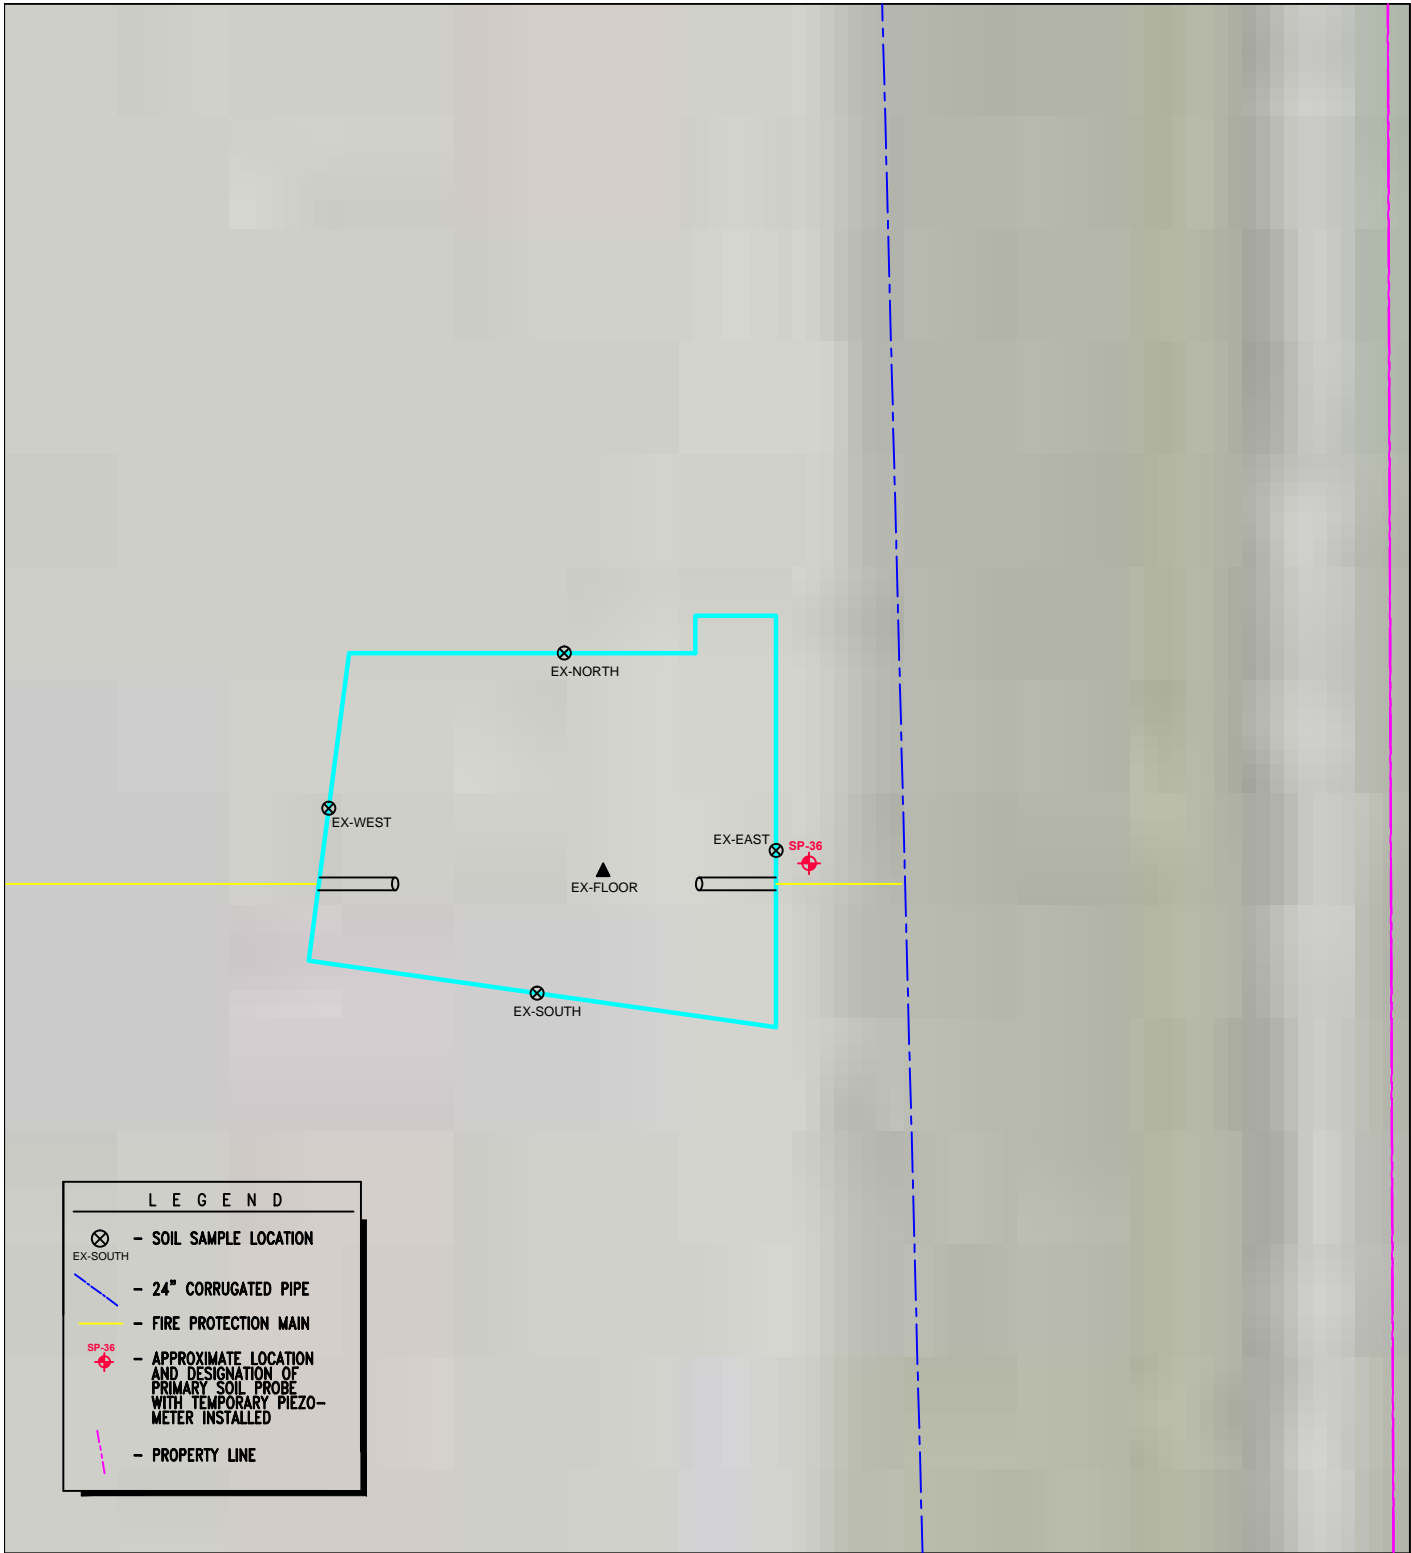 EX-NORTH
EX-WEST
EX-EAST
SP-36
EX-FLOOR
EX-SOUTH
LEGEND
EX-SOUTH
- SOIL SAMPLE LOCATION
- 24" CORRUGATED PIPE
- FIRE PROTECTION MAIN
SP-36
- APPROXIMATE LOCATION
AND DESIGNATION OF
PRIMARY SOIL PROBE
WITH TEMPORARY PIEZO-
METER INSTALLED
- PROPERTY LINE